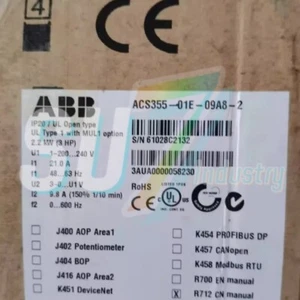 4
CE
ABB
ACS355-01E-09A8-2
IP20 / UL Open type
UL Type 1 with MUL1 option
2.2 kW (3 HP)
S/N 61028C2132
U1 1~200...240 V
I1 21.0 A
f1 48...63 Hz
U2 3~0...U1 V
I2 9.8 A (150% 1/10 min)
f2 0...600 Hz
3AUA0000058230
RoHS
J400 AOP Area1
J402 Potentiometer
J404 BOP
J416 AOP Area2
K451 DeviceNet
K454 PROFIBUS DP
K457 CANopen
K458 Modbus RTU
R700 EN manual
X R712 CN manual